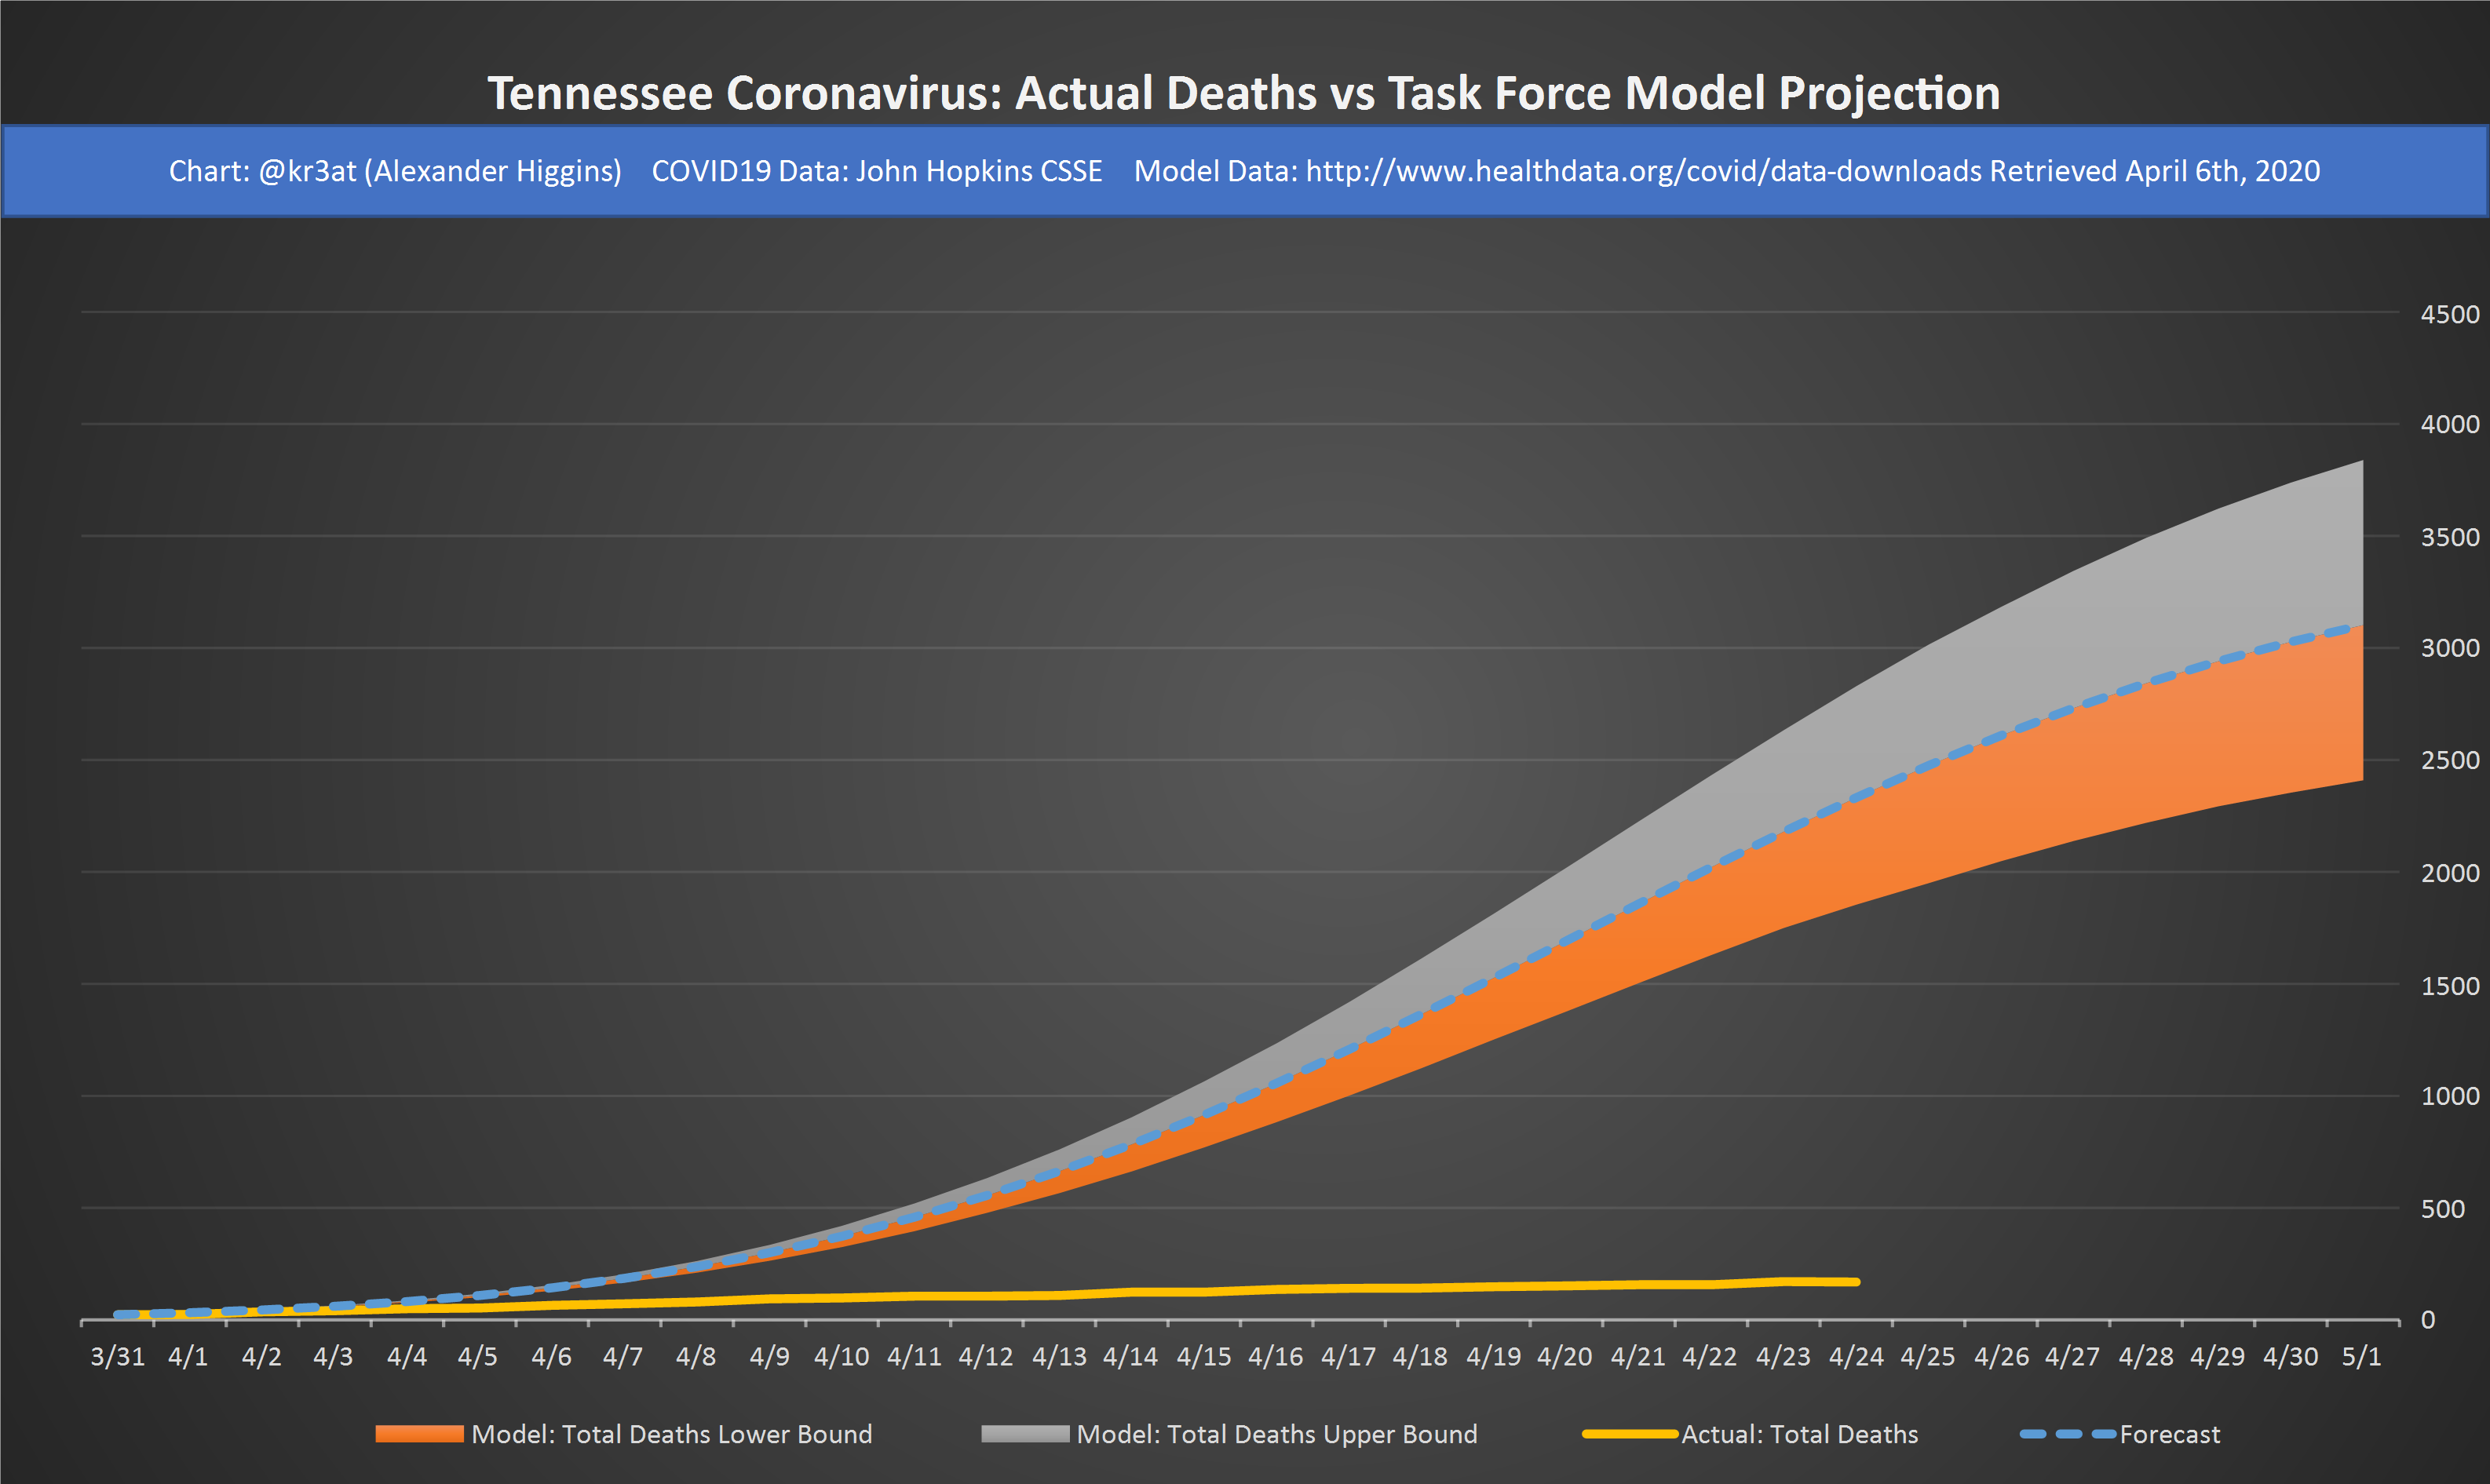 Tennessee Coronavirus: Actual Deaths vs Task Force Model Projection
Chart: @kr3at (Alexander Higgins)    COVID19 Data: John Hopkins CSSE    Model Data: http://www.healthdata.org/covid/data-downloads Retrieved April 6th, 2020
4500
4000
3500
3000
2500
2000
1500
1000
500
0
3/31 4/1 4/2 4/3 4/4 4/5 4/6 4/7 4/8 4/9 4/10 4/11 4/12 4/13 4/14 4/15 4/16 4/17 4/18 4/19 4/20 4/21 4/22 4/23 4/24 4/25 4/26 4/27 4/28 4/29 4/30 5/1
Model: Total Deaths Lower Bound    Model: Total Deaths Upper Bound    Actual: Total Deaths    Forecast